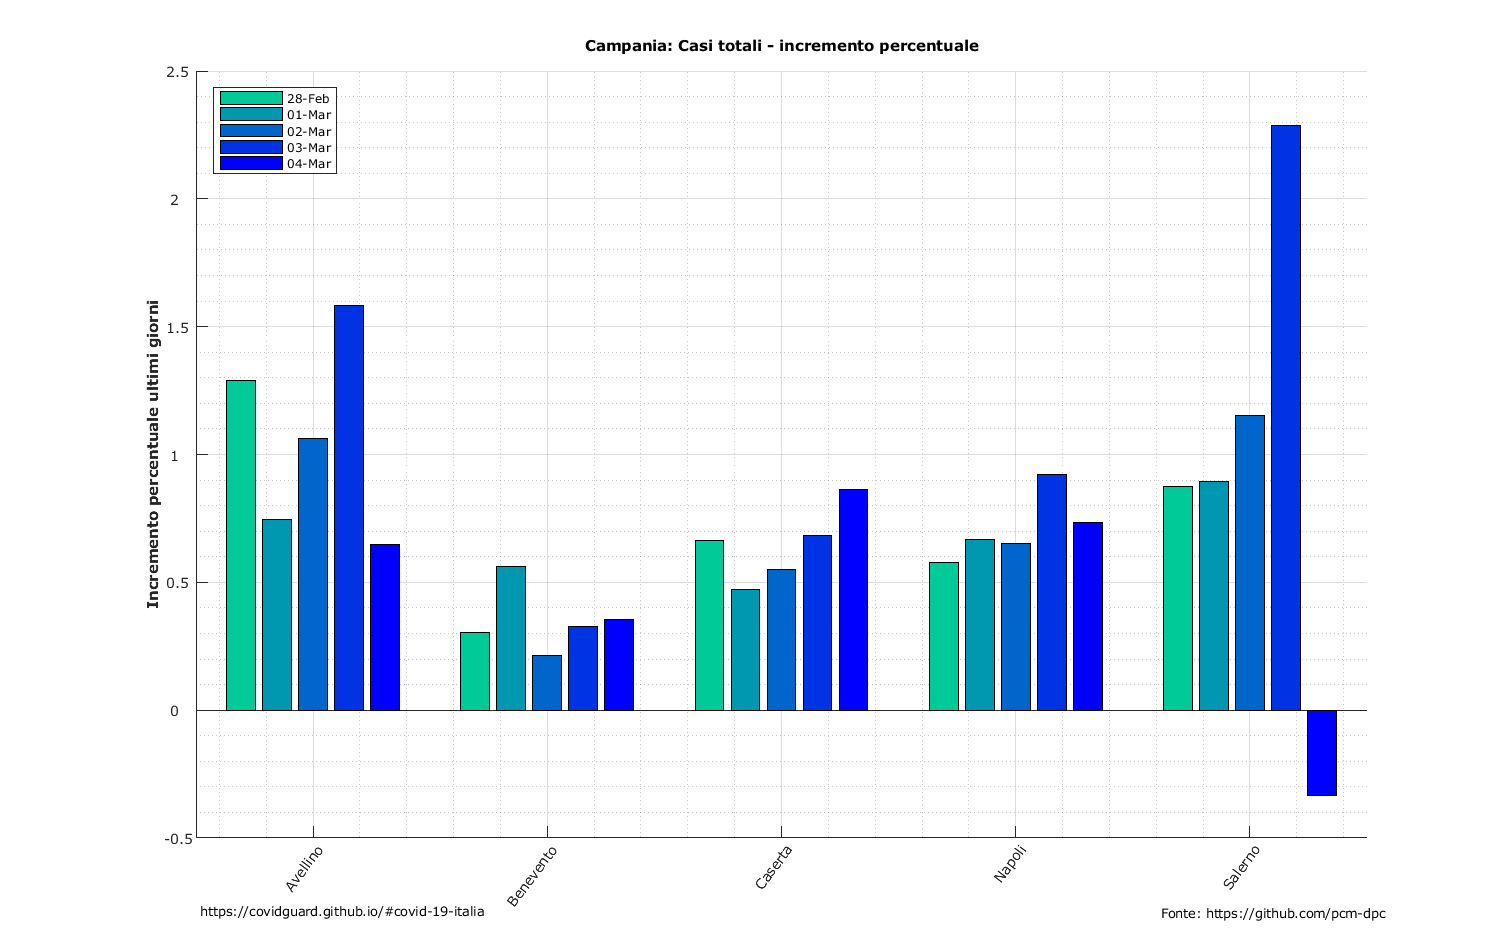 Campania: Casi totali - incremento percentuale
Incremento percentuale ultimi giorni
2.5
2
1.5
1
0.5
0
-0.5
28-Feb
01-Mar
02-Mar
03-Mar
04-Mar
Avellino
Benevento
Caserta
Napoli
Salerno
https://covidguard.github.io/#covid-19-italia
Fonte: https://github.com/pcm-dpc